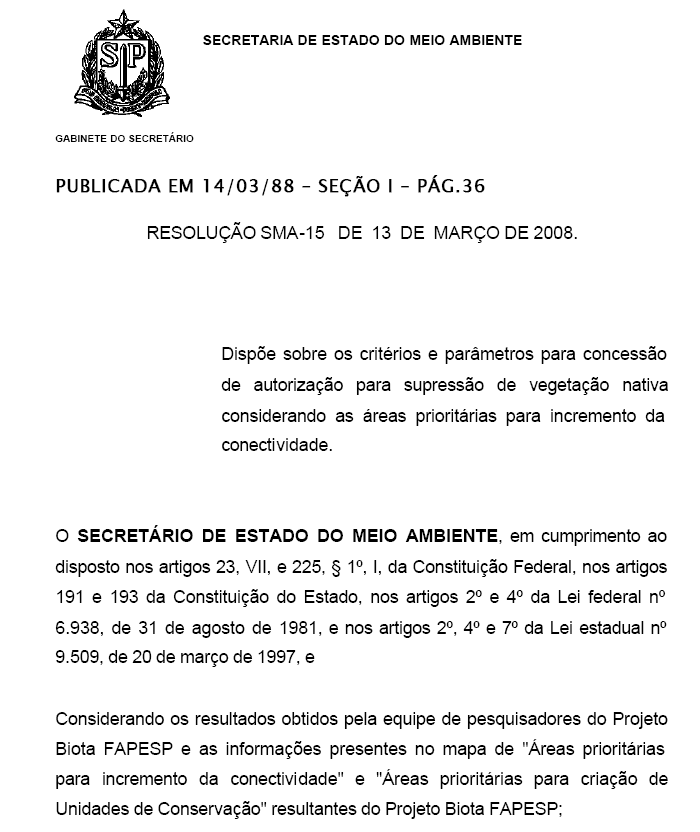 SECRETARIA DE ESTADO DO MEIO AMBIENTE
SP
GABINETE DO SECRETÁRIO
PUBLICADA EM 14/03/88 – SEÇÃO I – PÁG.36
RESOLUÇÃO SMA-15 DE 13 DE MARÇO DE 2008.
Dispõe sobre os critérios e parâmetros para concessão
de autorização para supressão de vegetação nativa
considerando as áreas prioritárias para incremento da
conectividade.
O SECRETÁRIO DE ESTADO DO MEIO AMBIENTE, em cumprimento ao
disposto nos artigos 23, VII, e 225, § 1º, I, da Constituição Federal, nos artigos
191 e 193 da Constituição do Estado, nos artigos 2º e 4º da Lei federal nº
6.938, de 31 de agosto de 1981, e nos artigos 2º, 4º e 7º da Lei estadual nº
9.509, de 20 de março de 1997, e
Considerando os resultados obtidos pela equipe de pesquisadores do Projeto
Biota FAPESP e as informações presentes no mapa de "Áreas prioritárias
para incremento da conectividade" e "Áreas prioritárias para criação de
Unidades de Conservação" resultantes do Projeto Biota FAPESP;